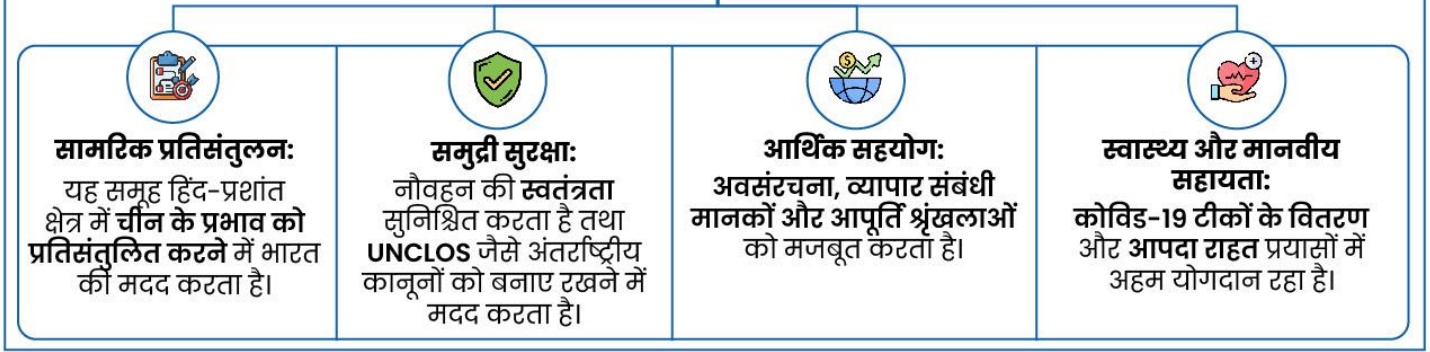 सामरिक प्रतिसंतुलन:
यह समूह हिंद-प्रशांत
क्षेत्र में चीन के प्रभाव को
प्रतिसंतुलित करने में भारत
की मदद करता है।
समुद्री सुरक्षा:
नौवहन की स्वतंत्रता
सुनिश्चित करता है तथा
UNCLOS जैसे अंतर्राष्ट्रीय
कानूनों को बनाए रखने में
मदद करता है।
आर्थिक सहयोग:
अवसंरचना, व्यापार संबंधी
मानकों और आपूर्ति श्रृंखलाओं
को मजबूत करता है।
स्वास्थ्य और मानवीय
सहायता:
कोविड-19 टीकों के वितरण
और आपदा राहत प्रयासों में
अहम योगदान रहा है।